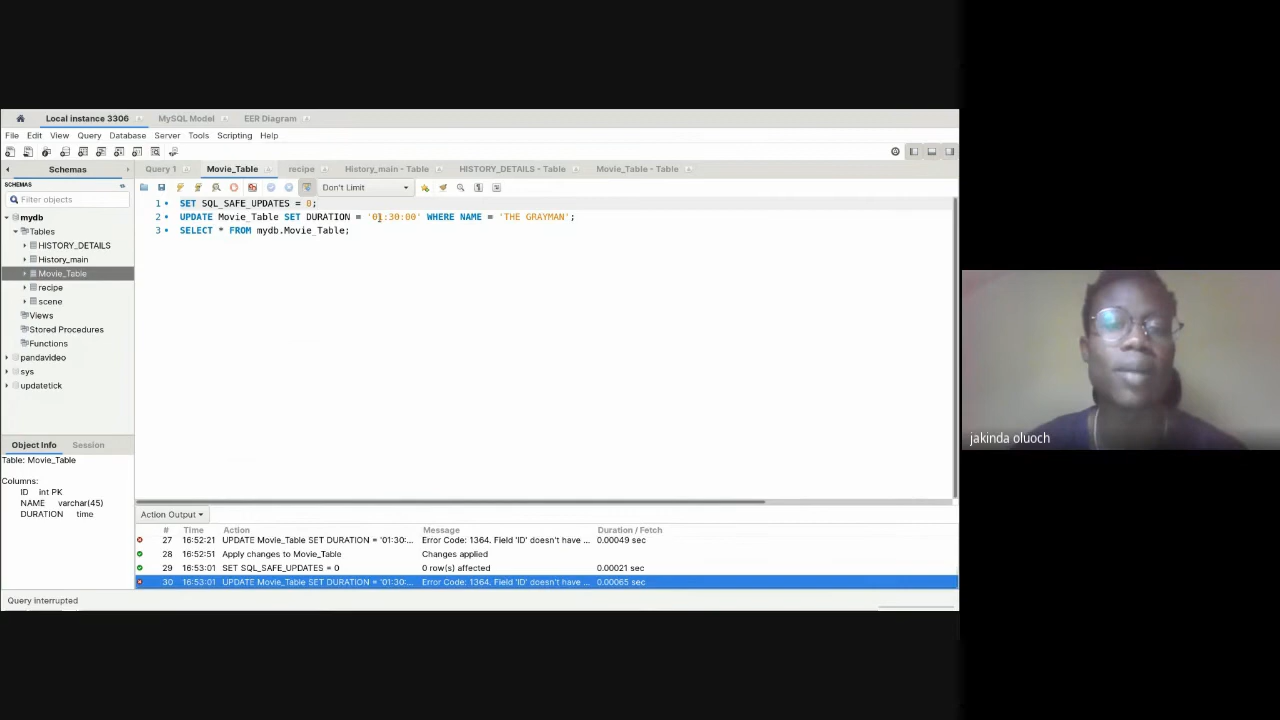 Local instance 3306 MySQL Model EER Diagram
File Edit View Query Database Server Tools Scripting Help
Schemas Query 1 Movie_Table recipe History_main - Table HISTORY_DETAILS - Table Movie_Table - Table
SCHEMAS
Don't Limit
Filter objects
1 SET SQL_SAFE_UPDATES = 0;
2 UPDATE Movie_Table SET DURATION = '01:30:00' WHERE NAME = 'THE GRAYMAN';
3 SELECT * FROM mydb.Movie_Table;
mydb
Tables
HISTORY_DETAILS
History_main
Movie_Table
recipe
scene
Views
Stored Procedures
Functions
pandavideo
sys
updatetick
Object Info Session
Table: Movie_Table
Columns:
ID int PK
NAME varchar(45)
DURATION time
Action Output
# Time Action Message Duration / Fetch
27 16:52:21 UPDATE Movie_Table SET DURATION = '01:30:... Error Code: 1364. Field 'ID' doesn't have ... 0.00049 sec
28 16:52:51 Apply changes to Movie_Table Changes applied
29 16:53:01 SET SQL_SAFE_UPDATES = 0 0 row(s) affected 0.00021 sec
30 16:53:01 UPDATE Movie_Table SET DURATION = '01:30:... Error Code: 1364. Field 'ID' doesn't have ... 0.00065 sec
Query interrupted
jakinda oluoch